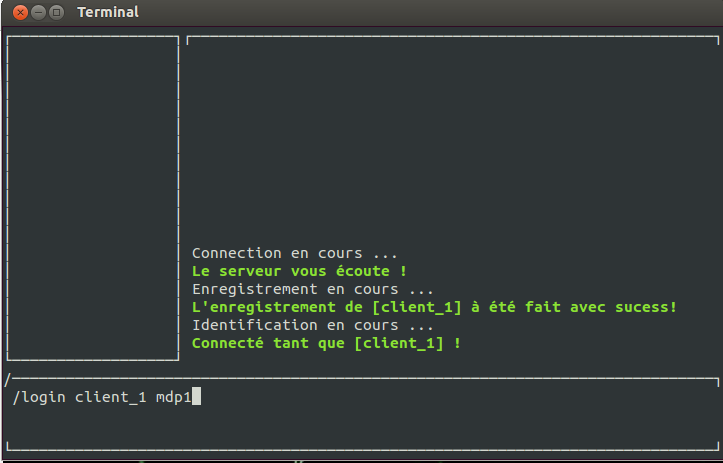 Terminal
Connection en cours ...
Le serveur vous écoute !
Enregistrement en cours ...
L'enregistrement de [client_1] à été fait avec sucess!
Identification en cours ...
Connecté tant que [client_1] !
/
/login client_1 mdp1